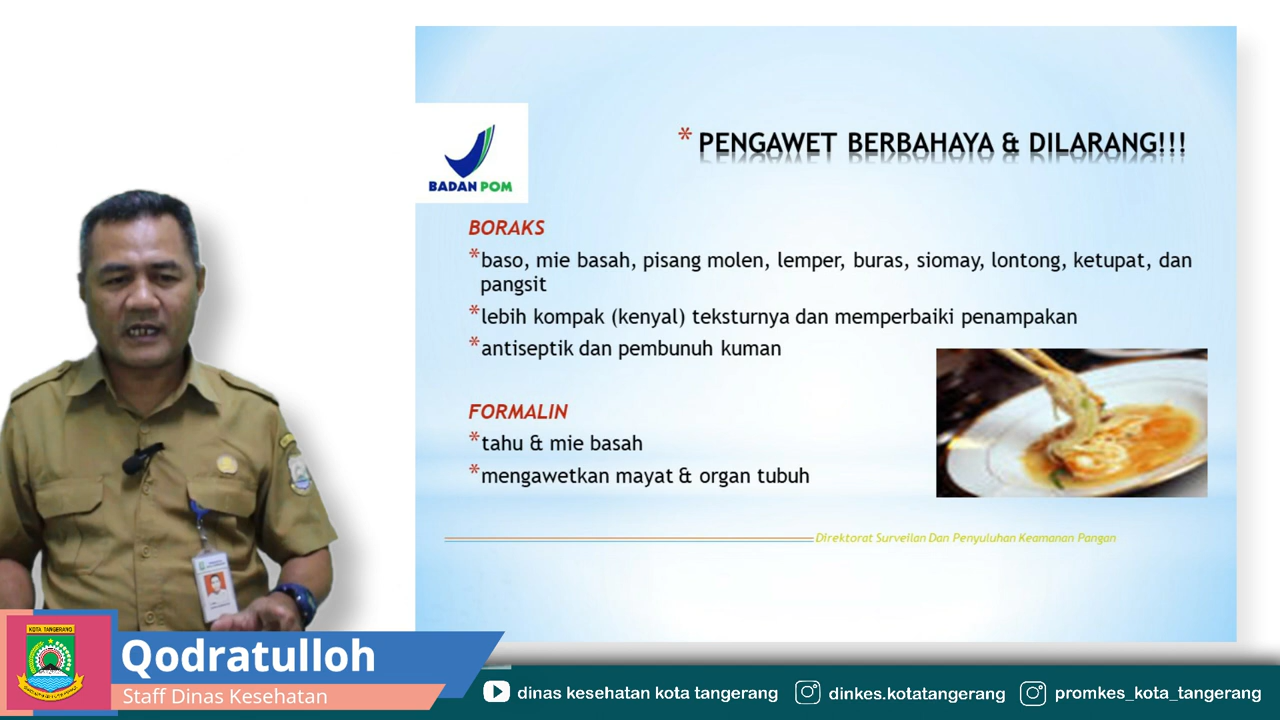 * PENGAWET BERBAHAYA & DILARANG!!!
BADAN POM
BORAKS
*baso, mie basah, pisang molen, lemper, buras, siomay, lontong, ketupat, dan
pangsit
*lebih kompak (kenyal) teksturnya dan memperbaiki penampakan
*antiseptik dan pembunuh kuman
FORMALIN
*tahu & mie basah
*mengawetkan mayat & organ tubuh
Direktorat Surveilan Dan Penyuluhan Keamanan Pangan
KOTA TANGERANG
Qodratulloh
Staff Dinas Kesehatan
dinas kesehatan kota tangerang
dinkes.kotatangerang
promkes_kota_tangerang